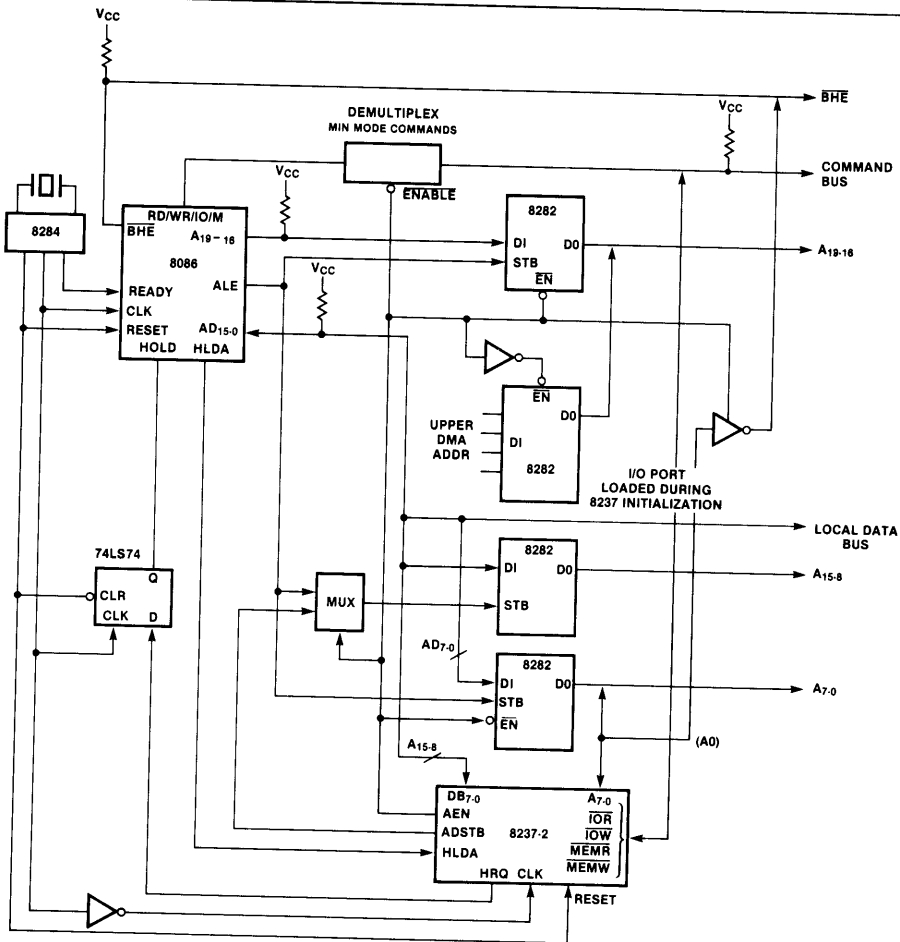 VCC
BHE
DEMULTIPLEX
MIN MODE COMMANDS
VCC
COMMAND
BUS
ENABLE
VCC
8284
RD/WR/IO/M
BHE
A19-16
8086
ALE
READY
CLK
RESET
AD15-0
HOLD HLDA
VCC
8282
DI
D0
STB
EN
A19-16
EN
D0
UPPER
DMA
ADDR
DI
8282
I/O PORT
LOADED DURING
8237 INITIALIZATION
LOCAL DATA
BUS
74LS74
Q
CLR
CLK D
MUX
8282
DI
D0
STB
A15-8
AD7-0
8282
DI
D0
STB
EN
A7-0
(A0)
A15-8
DB7-0
A7-0
AEN
IOR
ADSTB
8237-2
IOW
HLDA
MEMR
MEMW
HRQ CLK
RESET